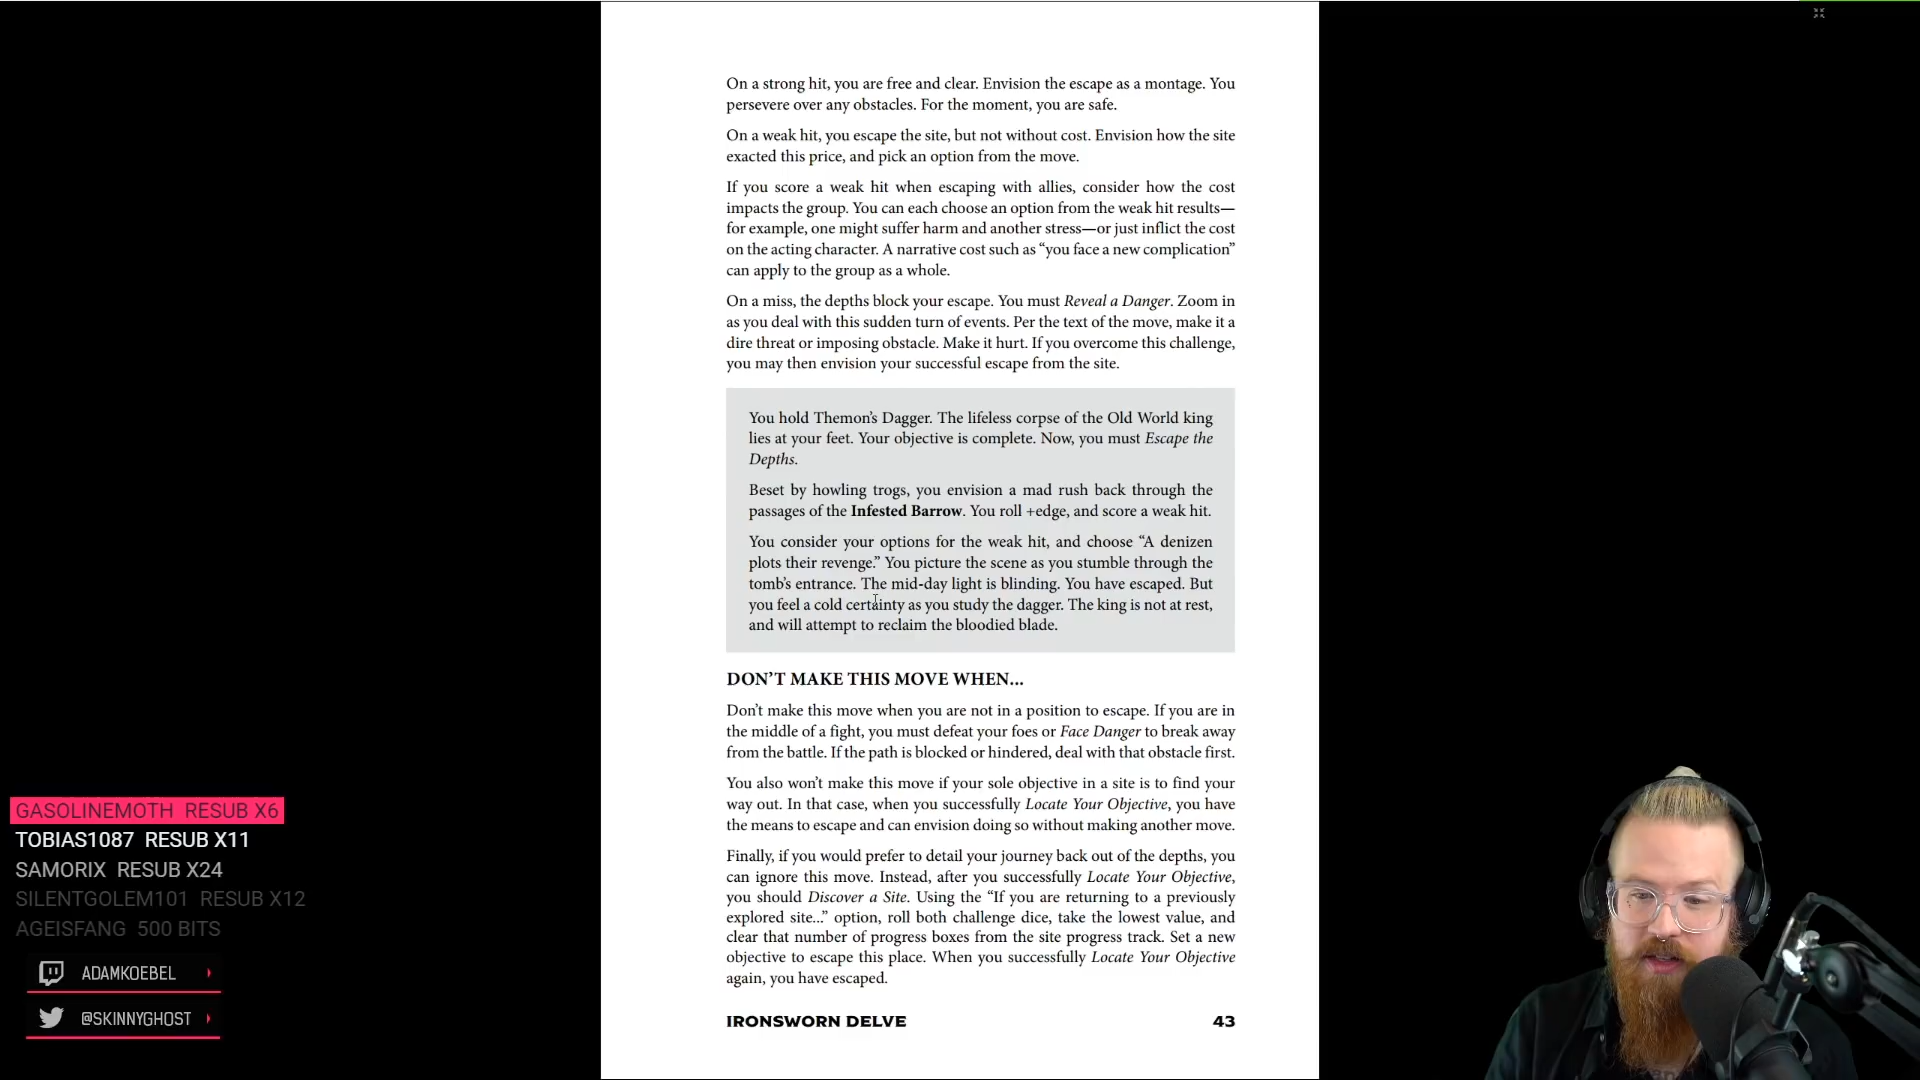 On a strong hit, you are free and clear. Envision the escape as a montage. You
persevere over any obstacles. For the moment, you are safe.
On a weak hit, you escape the site, but not without cost. Envision how the site
exacted this price, and pick an option from the move.
If you score a weak hit when escaping with allies, consider how the cost
impacts the group. You can each choose an option from the weak hit results—
for example, one might suffer harm and another stress—or just inflict the cost
on the acting character. A narrative cost such as “you face a new complication”
can apply to the group as a whole.
On a miss, the depths block your escape. You must Reveal a Danger. Zoom in
as you deal with this sudden turn of events. Per the text of the move, make it a
dire threat or imposing obstacle. Make it hurt. If you overcome this challenge,
you may then envision your successful escape from the site.
You hold Themon’s Dagger. The lifeless corpse of the Old World king
lies at your feet. Your objective is complete. Now, you must Escape the
Depths.
Beset by howling trogs, you envision a mad rush back through the
passages of the Infested Barrow. You roll +edge, and score a weak hit.
You consider your options for the weak hit, and choose “A denizen
plots their revenge.” You picture the scene as you stumble through the
tomb’s entrance. The mid-day light is blinding. You have escaped. But
you feel a cold certainty as you study the dagger. The king is not at rest,
and will attempt to reclaim the bloodied blade.
DON’T MAKE THIS MOVE WHEN...
Don’t make this move when you are not in a position to escape. If you are in
the middle of a fight, you must defeat your foes or Face Danger to break away
from the battle. If the path is blocked or hindered, deal with that obstacle first.
You also won’t make this move if your sole objective in a site is to find your
way out. In that case, when you successfully Locate Your Objective, you have
the means to escape and can envision doing so without making another move.
Finally, if you would prefer to detail your journey back out of the depths, you
can ignore this move. Instead, after you successfully Locate Your Objective,
you should Discover a Site. Using the “If you are returning to a previously
explored site...” option, roll both challenge dice, take the lowest value, and
clear that number of progress boxes from the site progress track. Set a new
objective to escape this place. When you successfully Locate Your Objective
again, you have escaped.
IRONSWORN DELVE 43
GASOLINEMOTH RESUB X6
TOBIAS1087 RESUB X11
SAMORIX RESUB X24
SILENTGOLEM101 RESUB X12
AGEISFANG 500 BITS
ADAMKOEBEL
@SKINNYGHOST